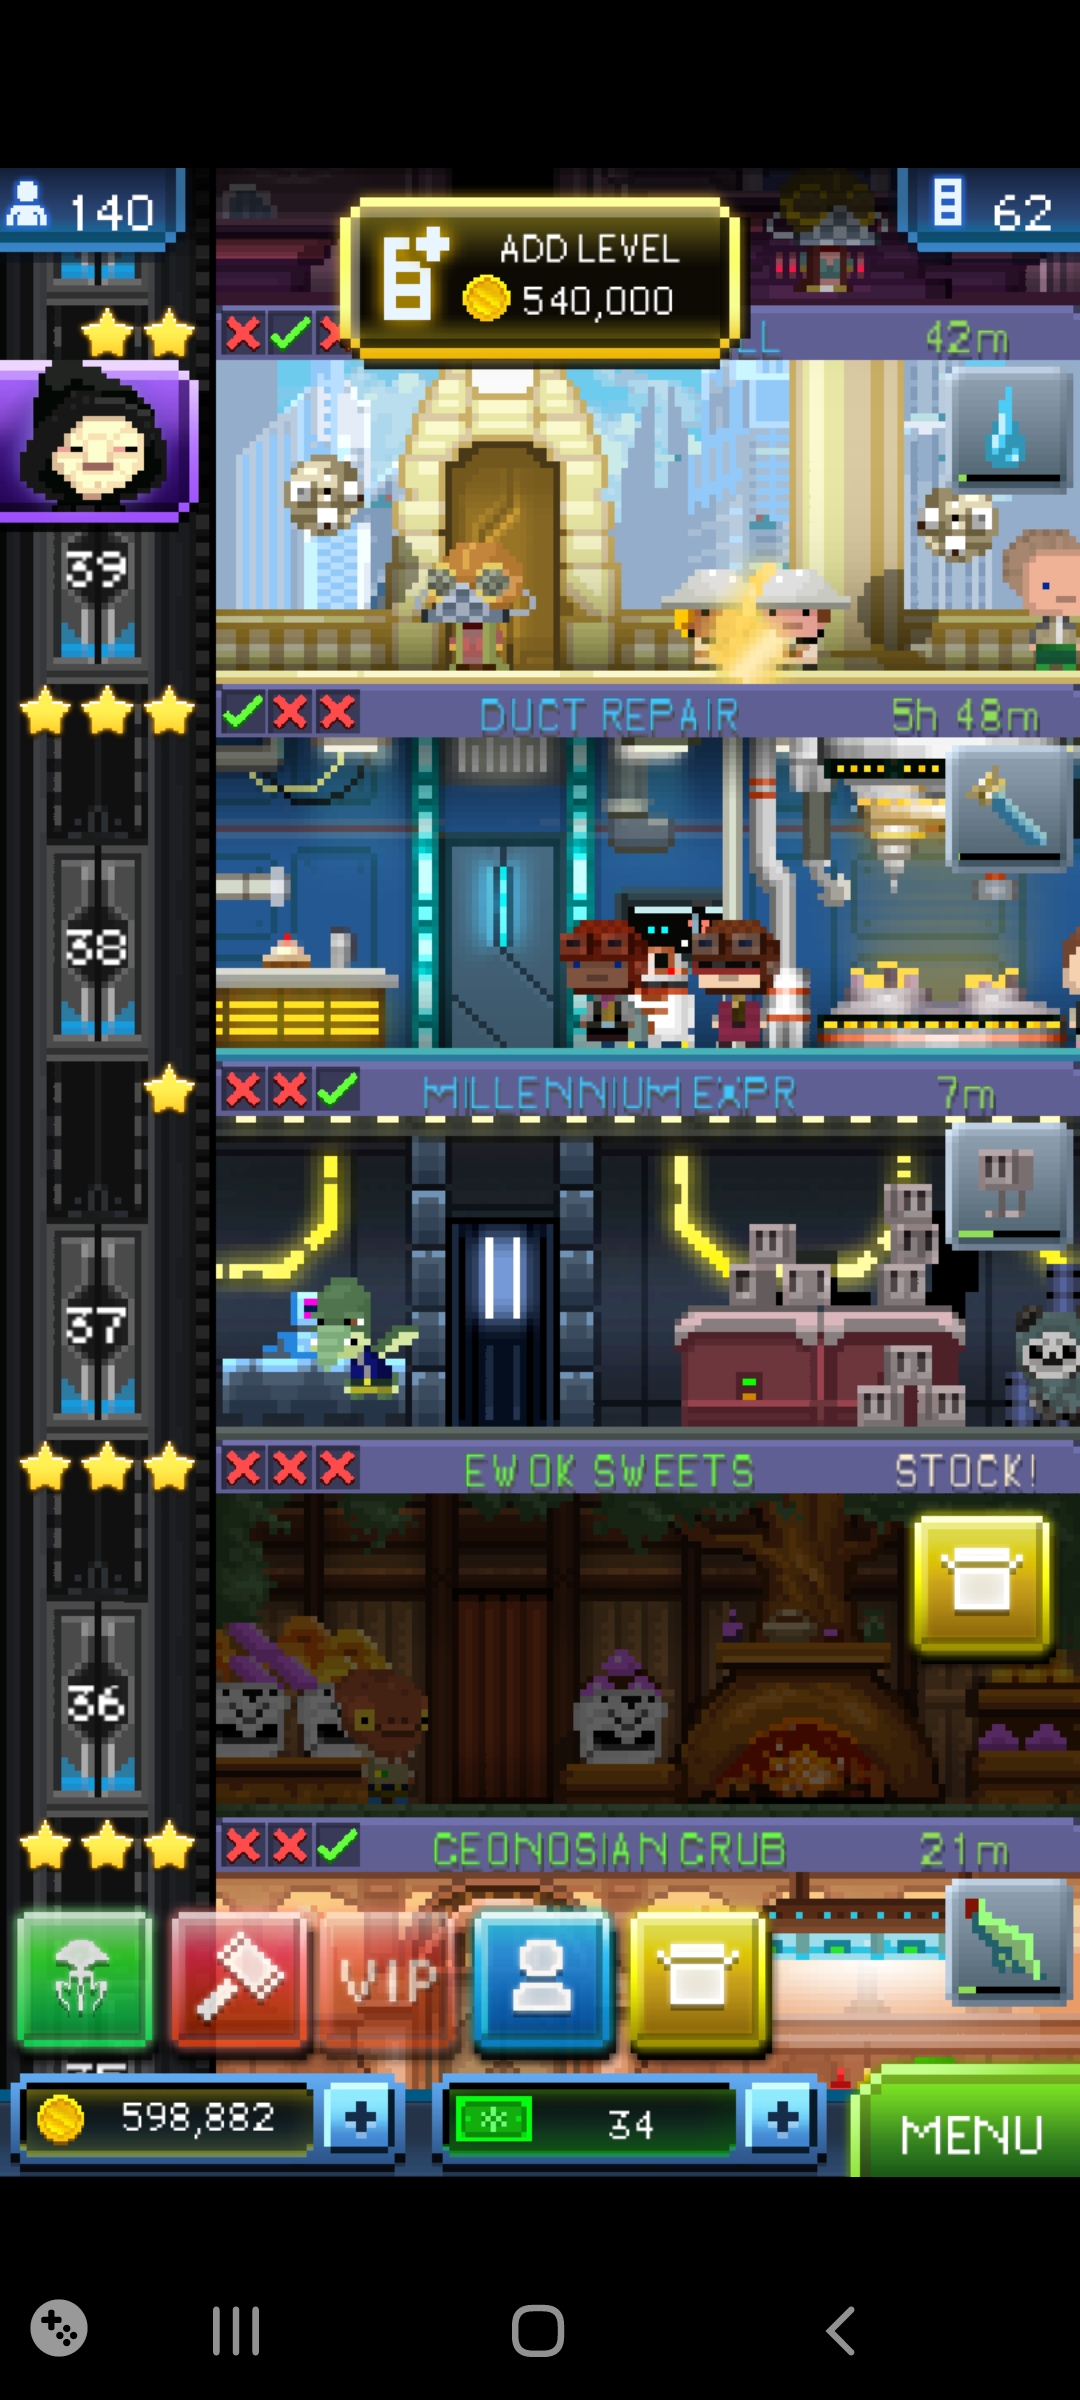 140
62
ADD LEVEL
540,000
LL
42m
39
DUCT REPAIR
5h 48m
38
MILLENNIUM EXPR
7m
37
EWOK SWEETS
STOCK!
36
GEONOSIAN GRUB
21m
VIP
598,882
34
MENU